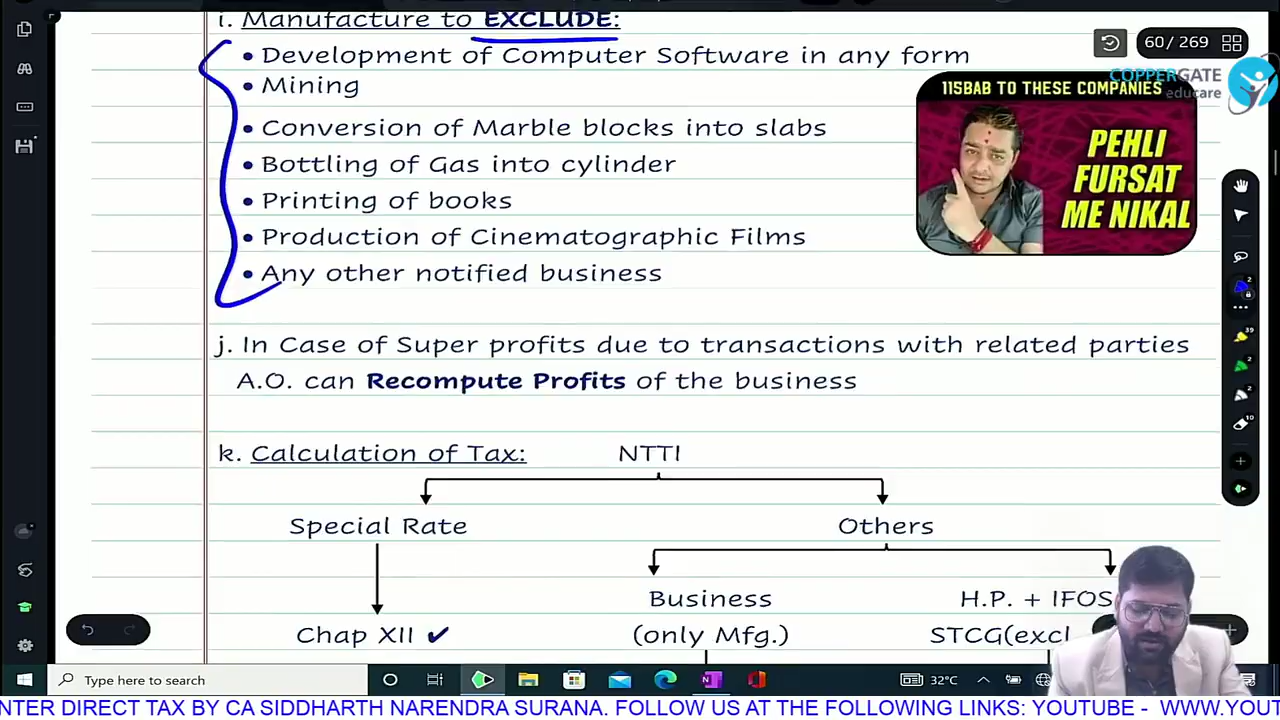 i. Manufacture to EXCLUDE:
• Development of Computer Software in any form
• Mining
• Conversion of Marble blocks into slabs
• Bottling of Gas into cylinder
• Printing of books
• Production of Cinematographic Films
• Any other notified business
60 / 269
COPPERGATE
educare
115BAB TO THESE COMPANIES
PEHLI
FURSAT
ME NIKAL
j. In Case of Super profits due to transactions with related parties
A.O. can Recompute Profits of the business
k. Calculation of Tax: NTTI
Special Rate Others
Business H.P. + IFOS
Chap XII ✔ (only Mfg.) STCG(excl
Type here to search
32°C
NTER DIRECT TAX BY CA SIDDHARTH NARENDRA SURANA. FOLLOW US AT THE FOLLOWING LINKS: YOUTUBE - WWW.YOUT